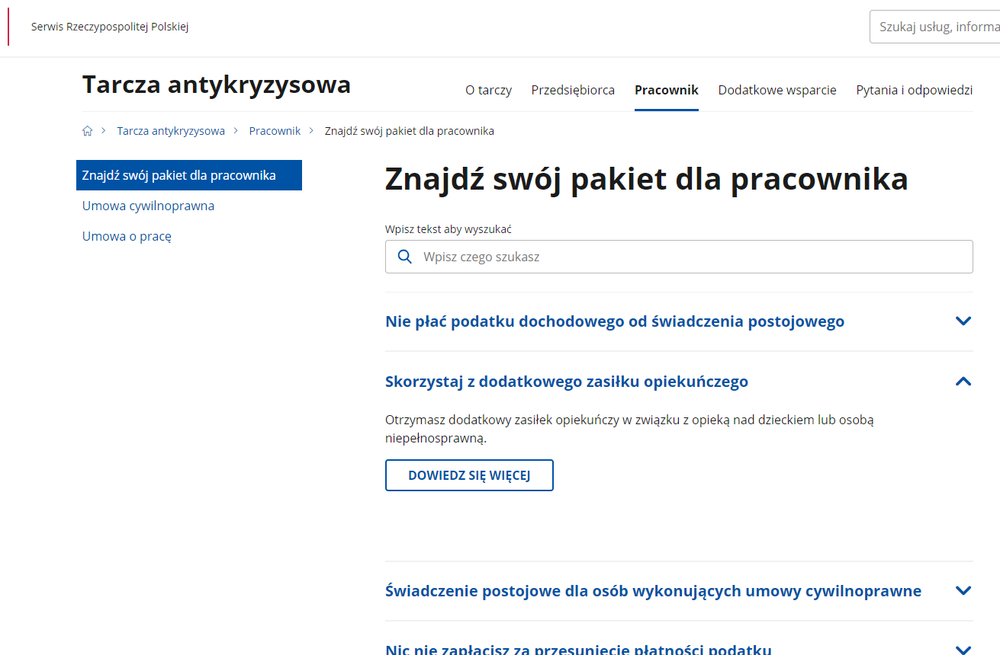 Serwis Rzeczypospolitej Polskiej
Szukaj usług, informa
Tarcza antykryzysowa
O tarczy
Przedsiębiorca
Pracownik
Dodatkowe wsparcie
Pytania i odpowiedzi
Tarcza antykryzysowa
Pracownik
Znajdź swój pakiet dla pracownika
Znajdź swój pakiet dla pracownika
Umowa cywilnoprawna
Umowa o pracę
Znajdź swój pakiet dla pracownika
Wpisz tekst aby wyszukać
Wpisz czego szukasz
Nie płać podatku dochodowego od świadczenia postojowego
Skorzystaj z dodatkowego zasiłku opiekuńczego
Otrzymasz dodatkowy zasiłek opiekuńczy w związku z opieką nad dzieckiem lub osobą
niepełnosprawną.
DOWIEDZ SIĘ WIĘCEJ
Świadczenie postojowe dla osób wykonujących umowy cywilnoprawne
Nic nie zapłacisz za przesunięcie płatności podatku